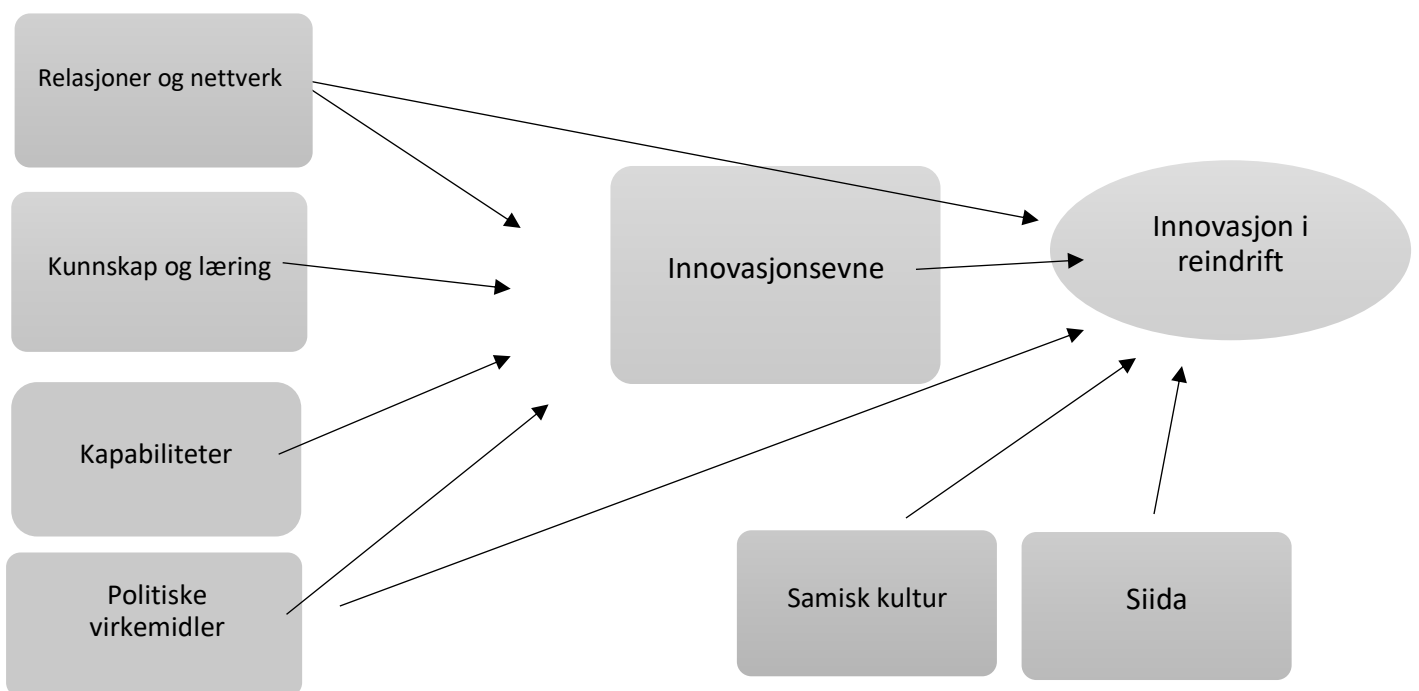 Relasjoner og nettverk
Kunnskap og læring
Kapabiliteter
Politiske
virkemidler
Innovasjonsevne
Innovasjon i
reindrift
Samisk kultur
Siida